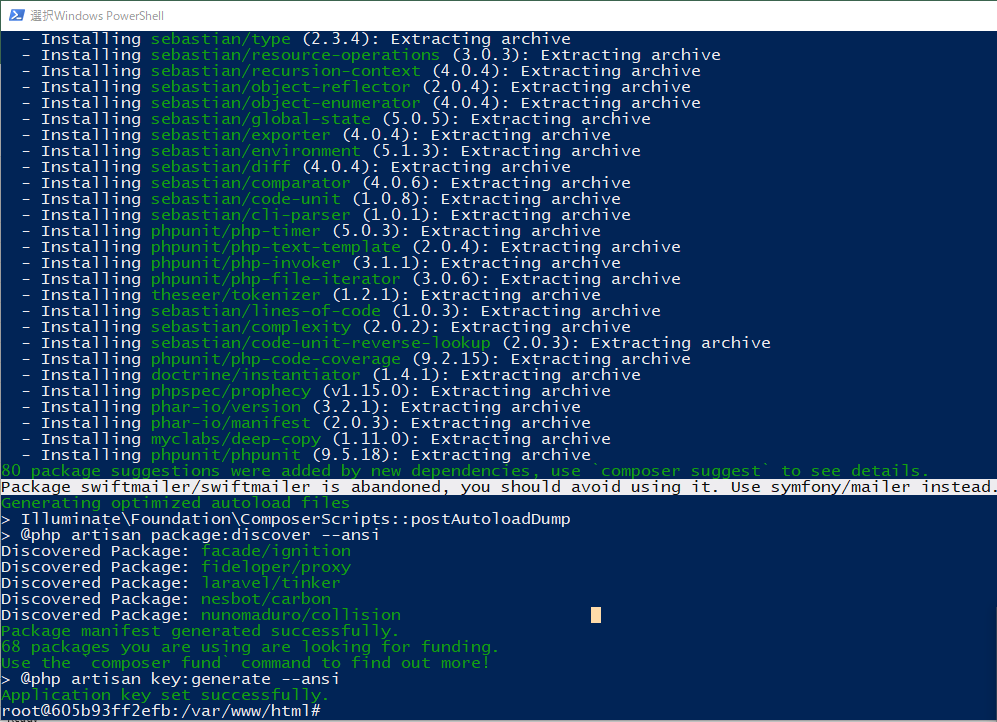 選択Windows PowerShell
- Installing sebastian/type (2.3.4): Extracting archive
- Installing sebastian/resource-operations (3.0.3): Extracting archive
- Installing sebastian/recursion-context (4.0.4): Extracting archive
- Installing sebastian/object-reflector (2.0.4): Extracting archive
- Installing sebastian/object-enumerator (4.0.4): Extracting archive
- Installing sebastian/global-state (5.0.5): Extracting archive
- Installing sebastian/exporter (4.0.4): Extracting archive
- Installing sebastian/environment (5.1.3): Extracting archive
- Installing sebastian/diff (4.0.4): Extracting archive
- Installing sebastian/comparator (4.0.6): Extracting archive
- Installing sebastian/code-unit (1.0.8): Extracting archive
- Installing sebastian/cli-parser (1.0.1): Extracting archive
- Installing phpunit/php-timer (5.0.3): Extracting archive
- Installing phpunit/php-text-template (2.0.4): Extracting archive
- Installing phpunit/php-invoker (3.1.1): Extracting archive
- Installing phpunit/php-file-iterator (3.0.6): Extracting archive
- Installing theseer/tokenizer (1.2.1): Extracting archive
- Installing sebastian/lines-of-code (1.0.3): Extracting archive
- Installing sebastian/complexity (2.0.2): Extracting archive
- Installing sebastian/code-unit-reverse-lookup (2.0.3): Extracting archive
- Installing phpunit/php-code-coverage (9.2.15): Extracting archive
- Installing doctrine/instantiator (1.4.1): Extracting archive
- Installing phpspec/prophecy (v1.15.0): Extracting archive
- Installing phar-io/version (3.2.1): Extracting archive
- Installing phar-io/manifest (2.0.3): Extracting archive
- Installing myclabs/deep-copy (1.11.0): Extracting archive
- Installing phpunit/phpunit (9.5.18): Extracting archive
80 package suggestions were added by new dependencies, use `composer suggest` to see details.
Package swiftmailer/swiftmailer is abandoned, you should avoid using it. Use symfony/mailer instead.
Generating optimized autoload files
> Illuminate\Foundation\ComposerScripts::postAutoloadDump
> @php artisan package:discover --ansi
Discovered Package: facade/ignition
Discovered Package: fideloper/proxy
Discovered Package: laravel/tinker
Discovered Package: nesbot/carbon
Discovered Package: nunomaduro/collision
Package manifest generated successfully.
68 packages you are using are looking for funding.
Use the `composer fund` command to find out more!
> @php artisan key:generate --ansi
Application key set successfully.
root@605b93ff2efb:/var/www/html#